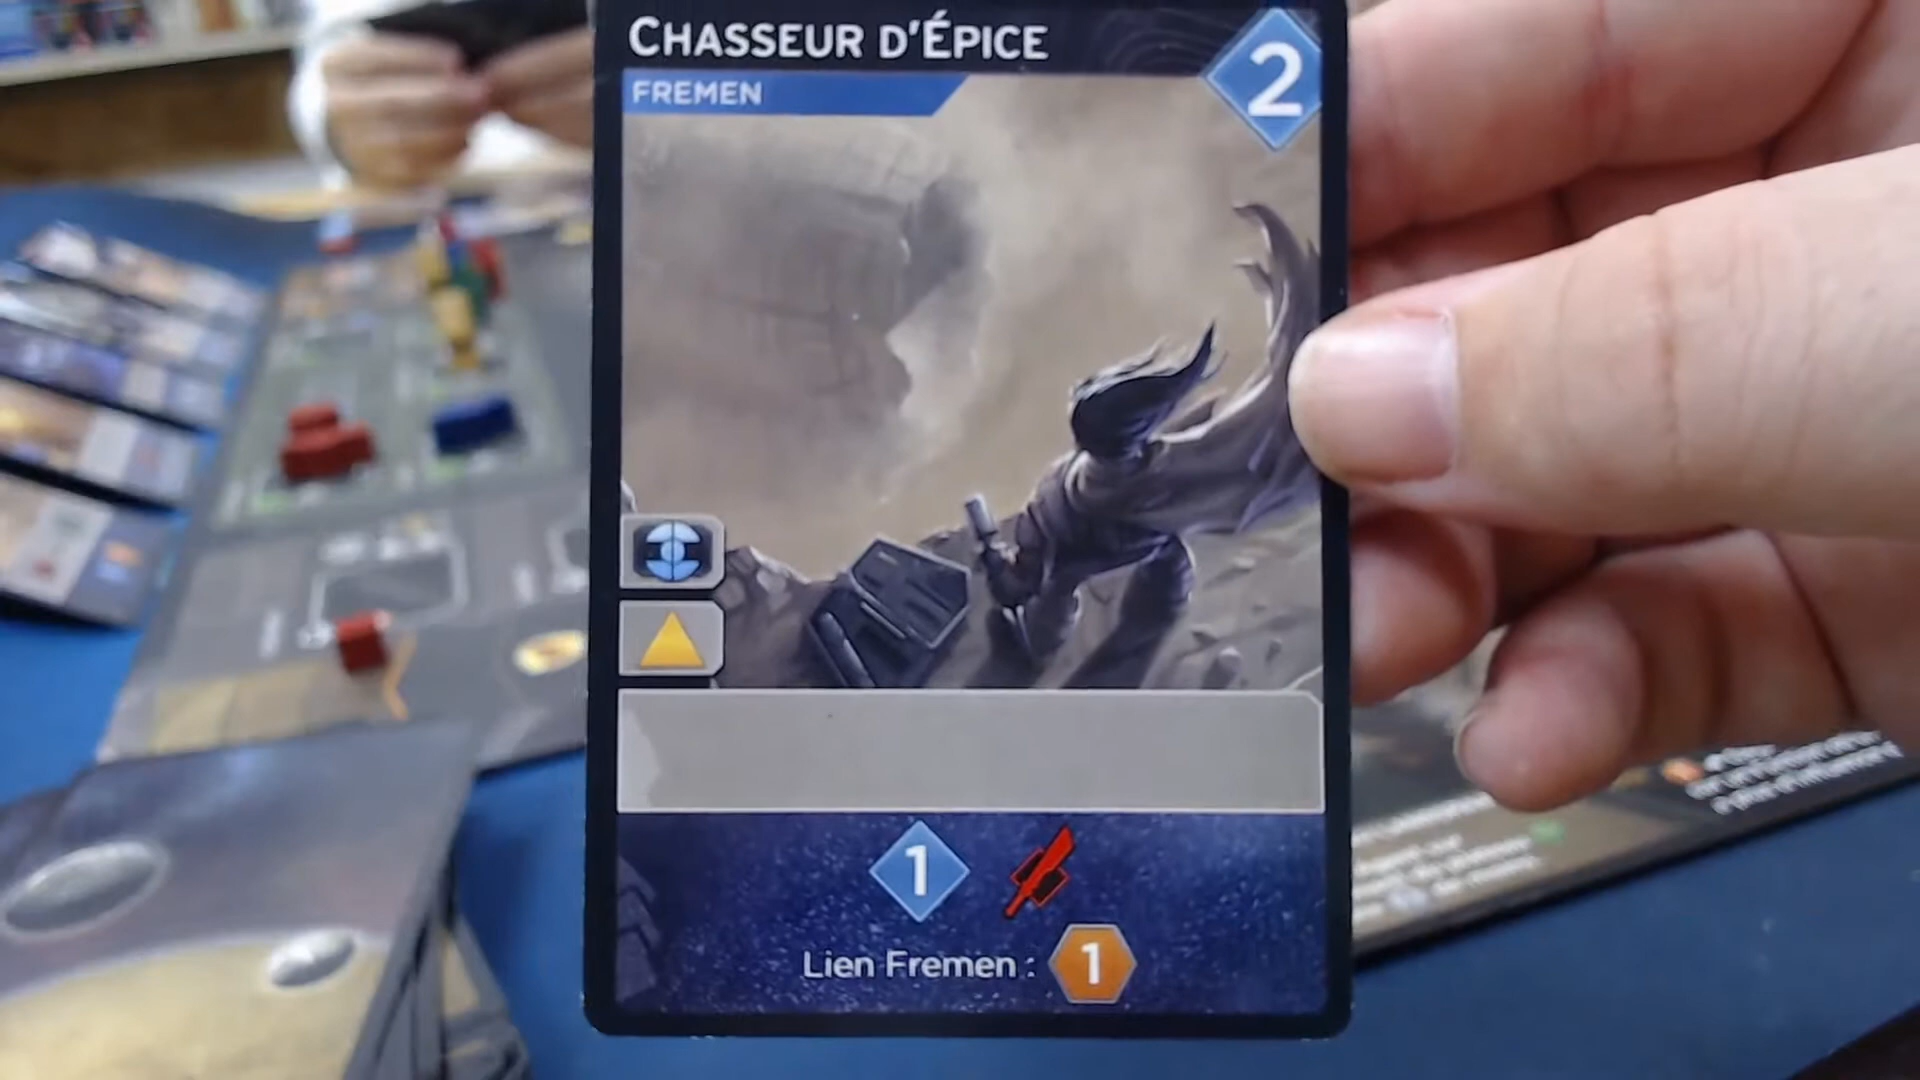 CHASSEUR D'ÉPICE
2
FREMEN
1
Lien Fremen : 1